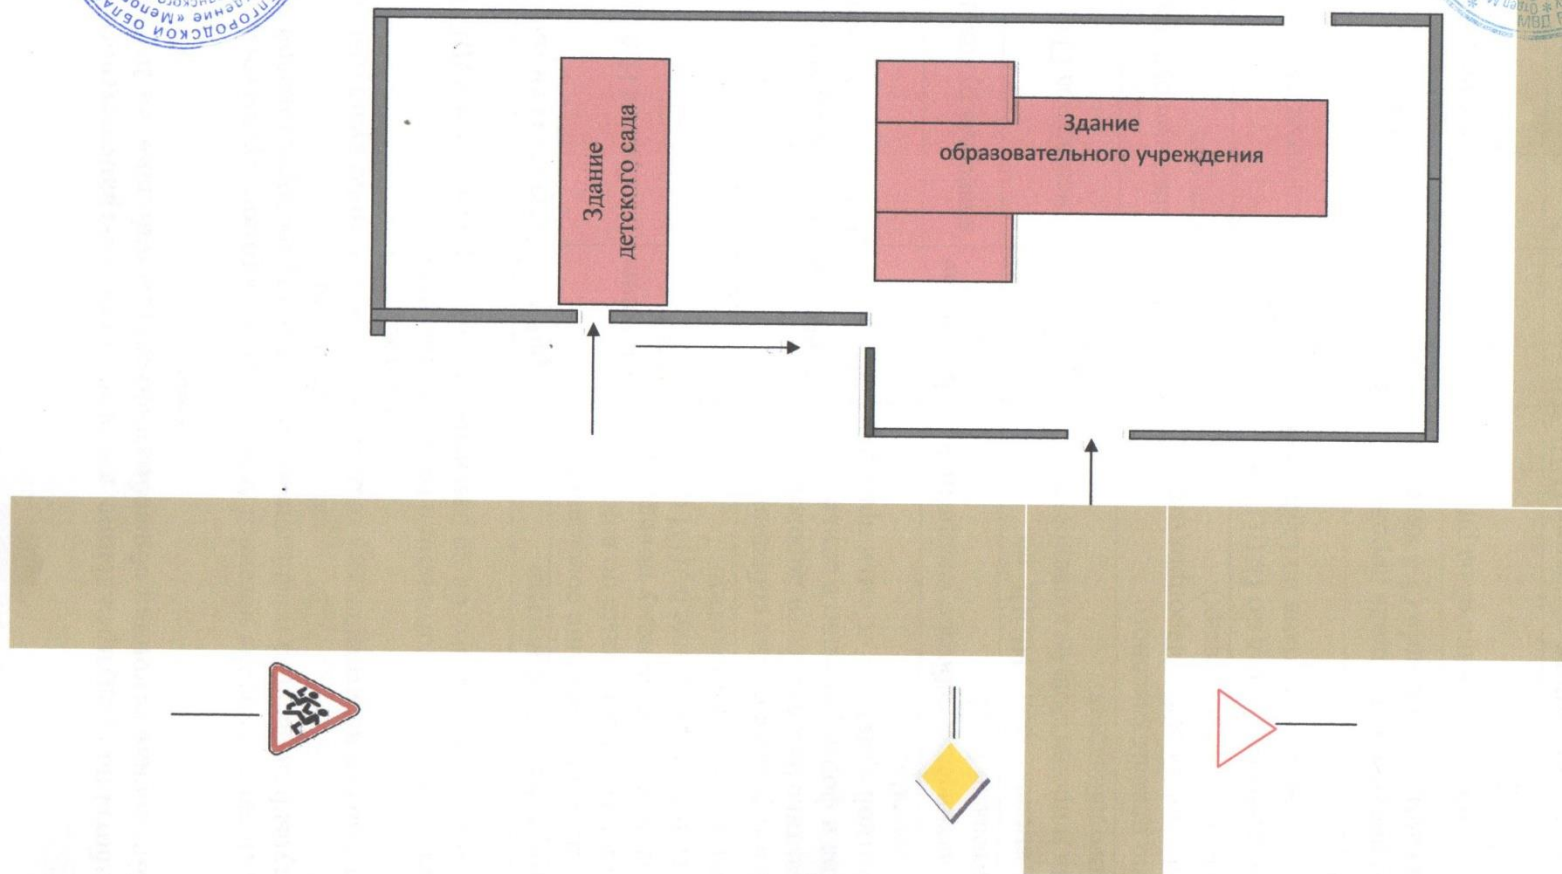 Здание
детского сада
Здание
образовательного учреждения